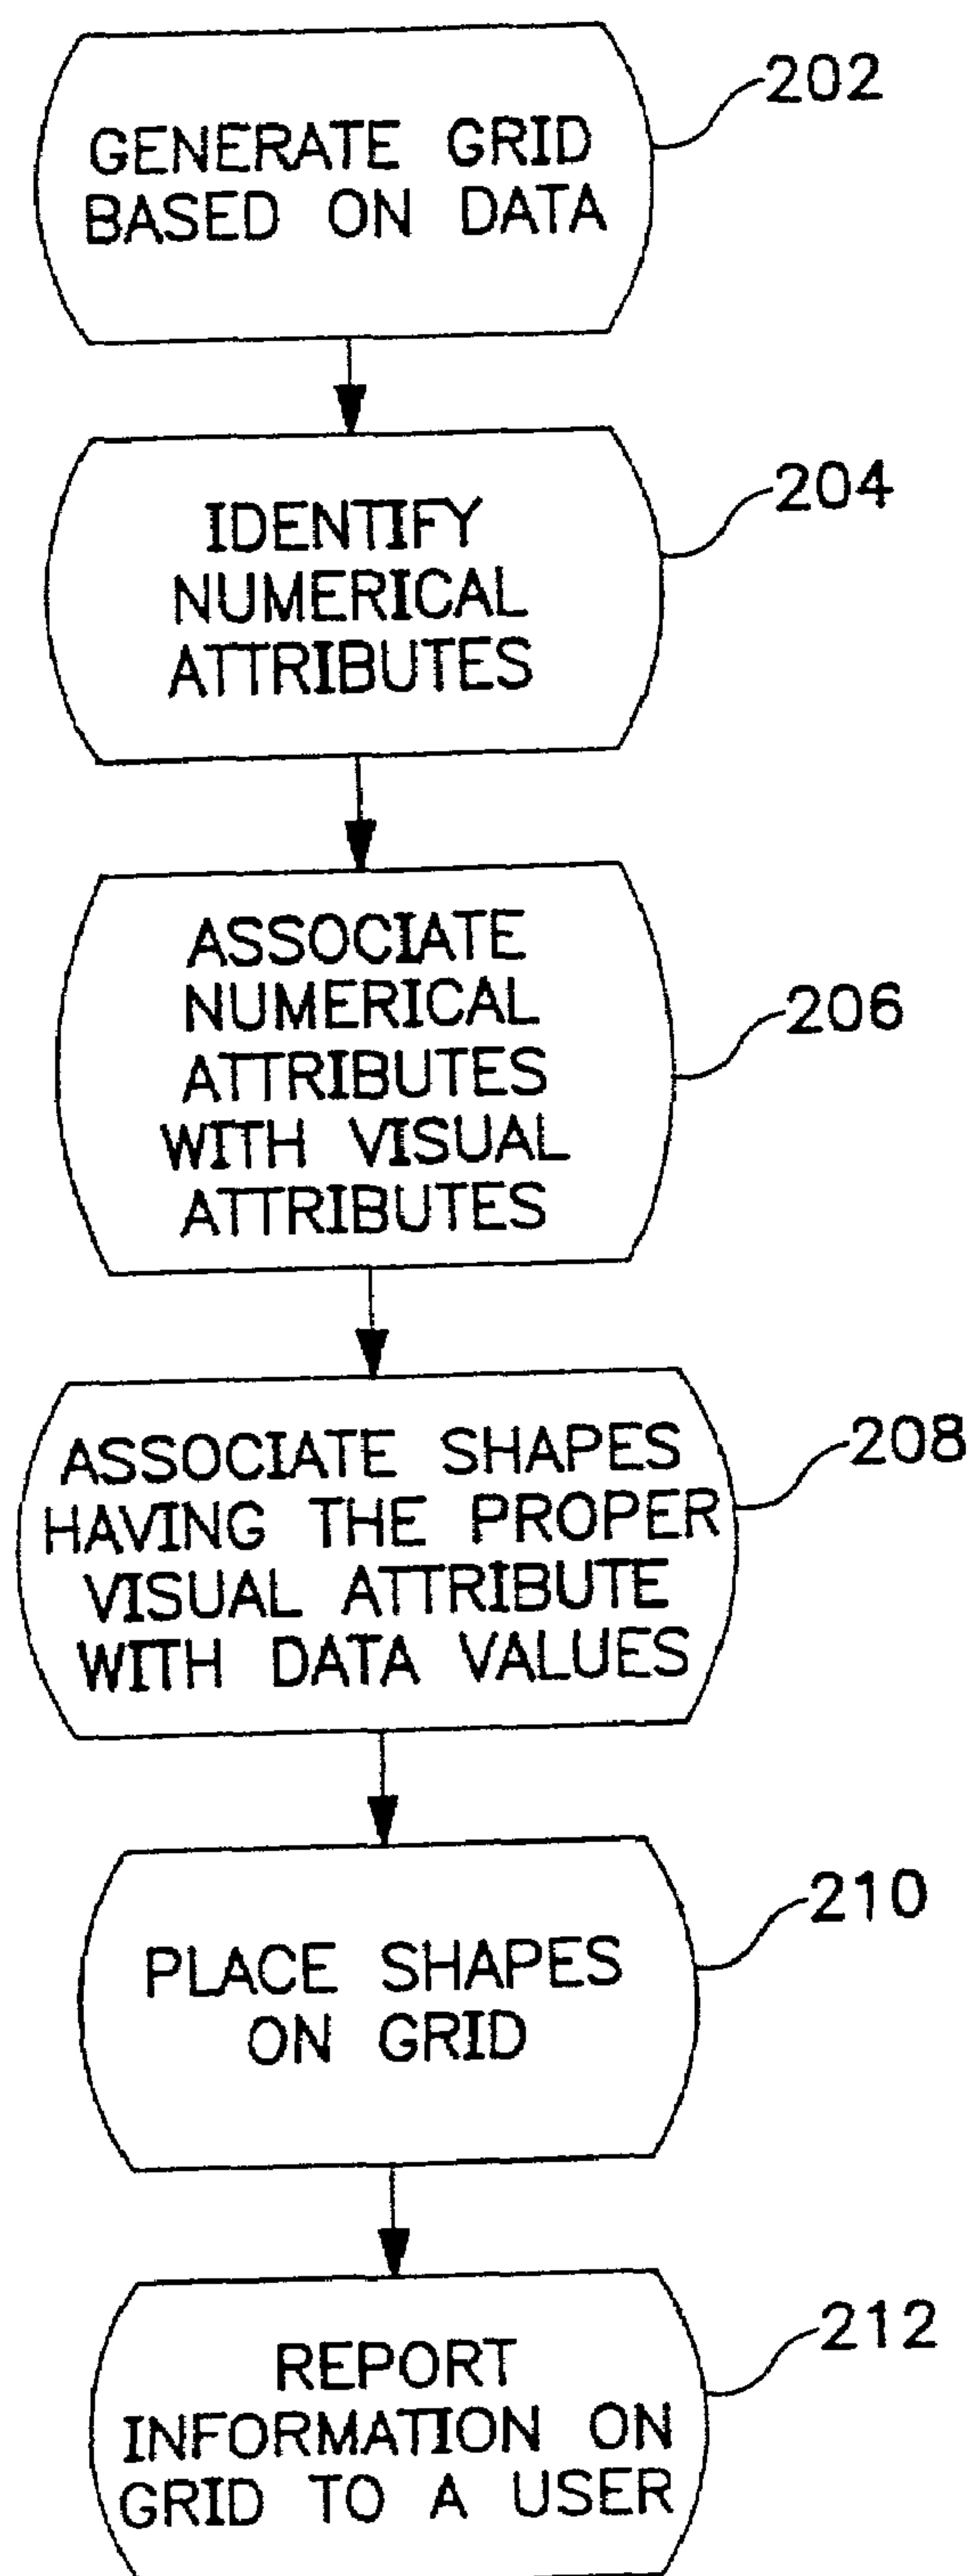 GENERATE GRID
BASED ON DATA
202
IDENTIFY
NUMERICAL
ATTRIBUTES
204
ASSOCIATE
NUMERICAL
ATTRIBUTES
WITH VISUAL
ATTRIBUTES
206
ASSOCIATE SHAPES
HAVING THE PROPER
VISUAL ATTRIBUTE
WITH DATA VALUES
208
PLACE SHAPES
ON GRID
210
REPORT
INFORMATION ON
GRID TO A USER
212